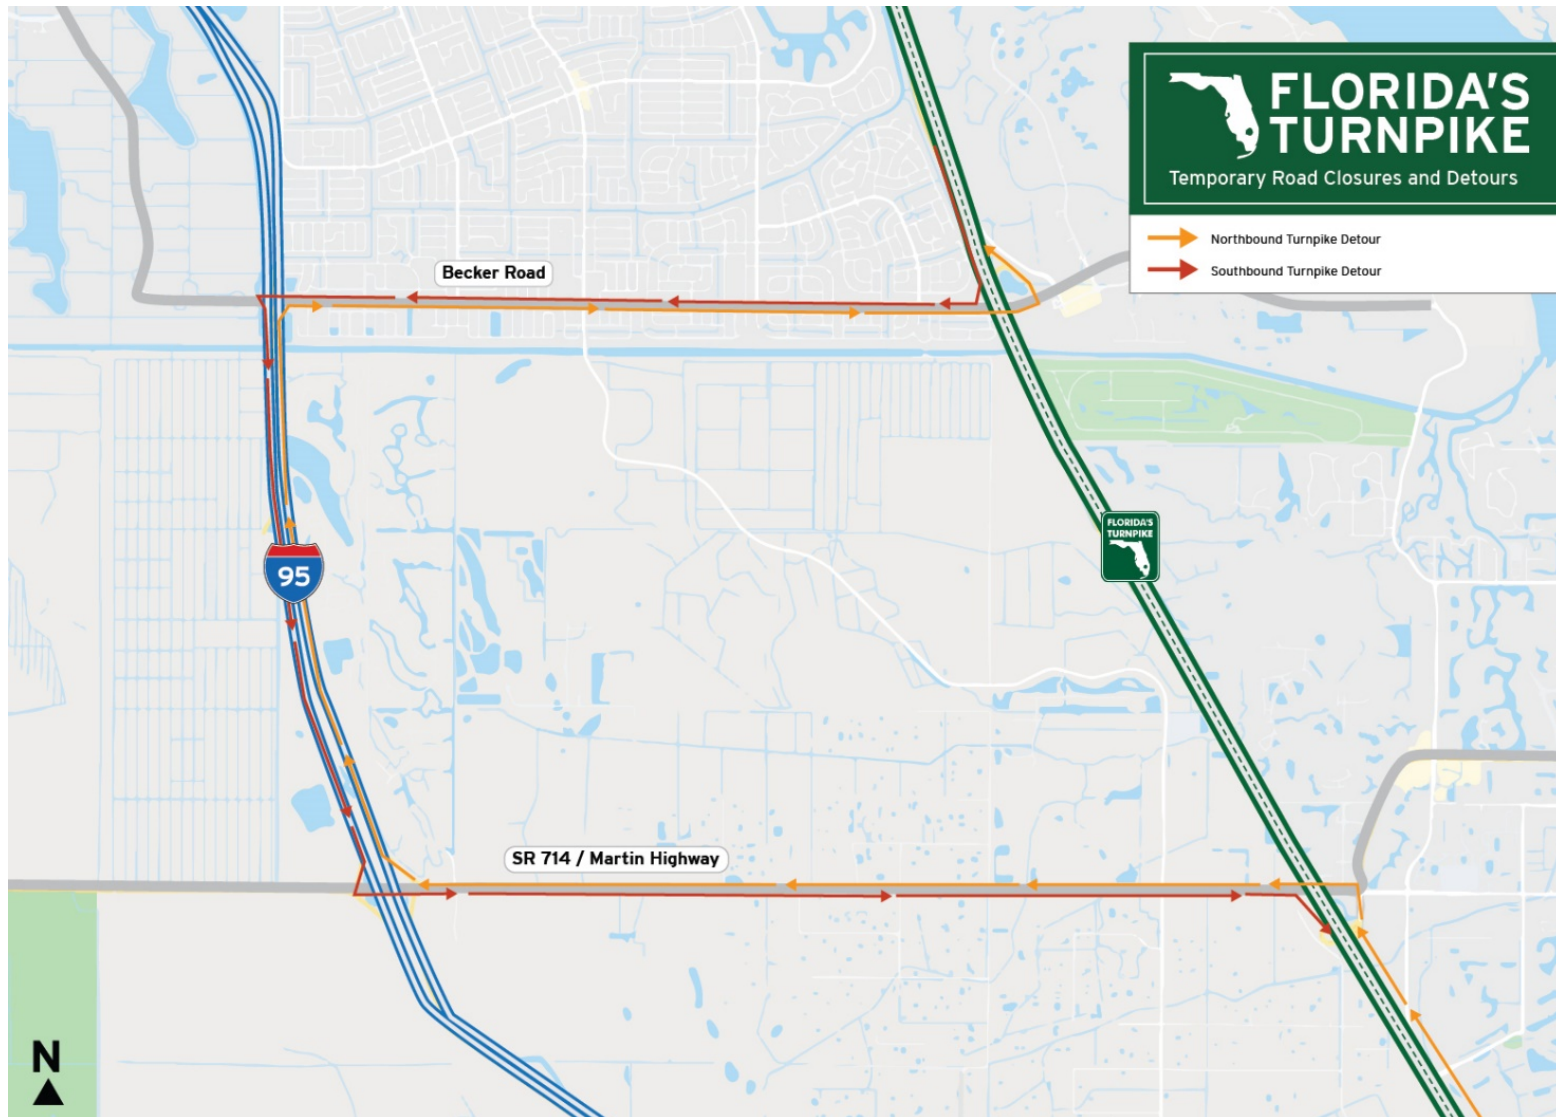 FLORIDA'S
TURNPIKE
Temporary Road Closures and Detours
Northbound Turnpike Detour
Southbound Turnpike Detour
Becker Road
FLORIDA'S
TURNPIKE
95
SR 714 / Martin Highway
N